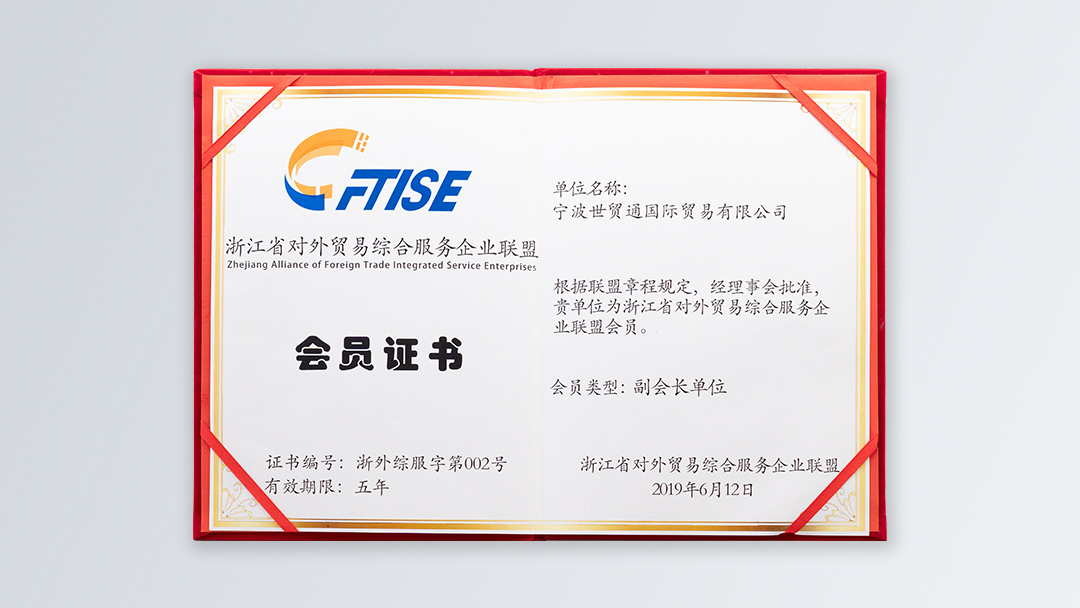 FTISE
浙江省对外贸易综合服务企业联盟
Zhejiang Alliance of Foreign Trade Integrated Service Enterprises
会员证书
证书编号：浙外综服字第002号
有效期限：五年
单位名称：
宁波世贸通国际贸易有限公司
根据联盟章程规定，经理事会批准，
贵单位为浙江省对外贸易综合服务企
业联盟会员。
会员类型：副会长单位
浙江省对外贸易综合服务企业联盟
2019年6月12日